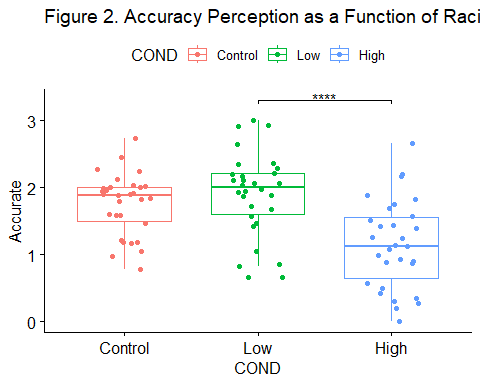 Figure 2. Accuracy Perception as a Function of Raci
COND Control Low High
****
3
2
1
0
Accurate
Control Low High
COND